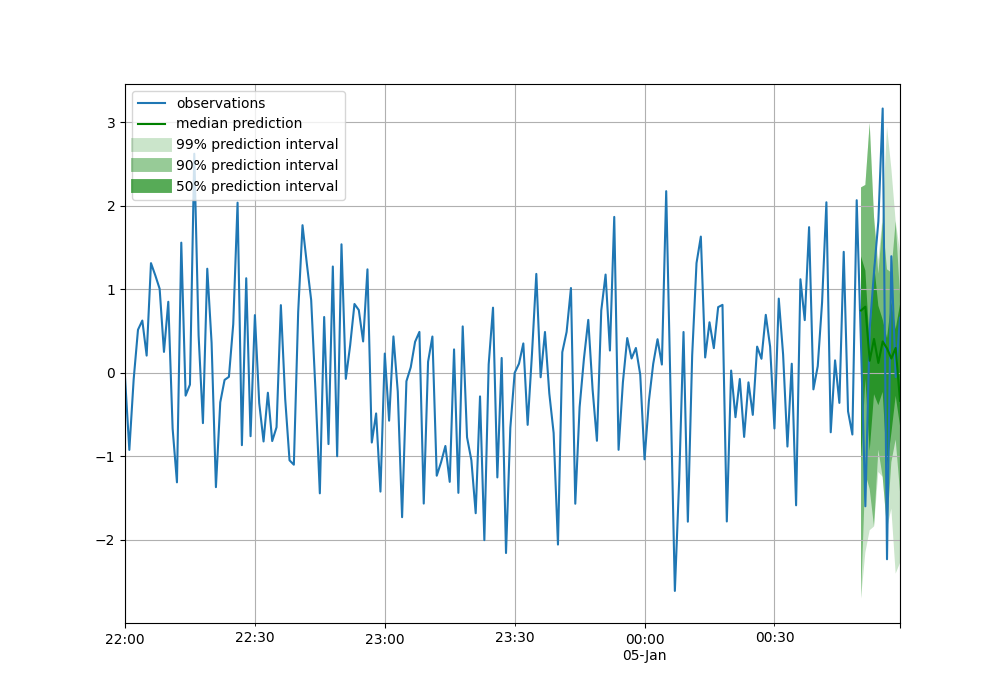 observations
median prediction
99% prediction interval
90% prediction interval
50% prediction interval
3
2
1
0
−1
−2
22:00 22:30 23:00 23:30 00:00 00:30
05-Jan